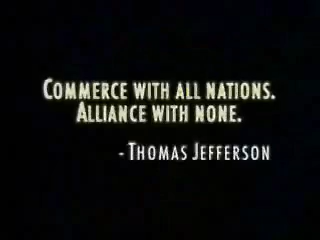 COMMERCE WITH ALL NATIONS.
ALLIANCE WITH NONE.
- THOMAS JEFFERSON